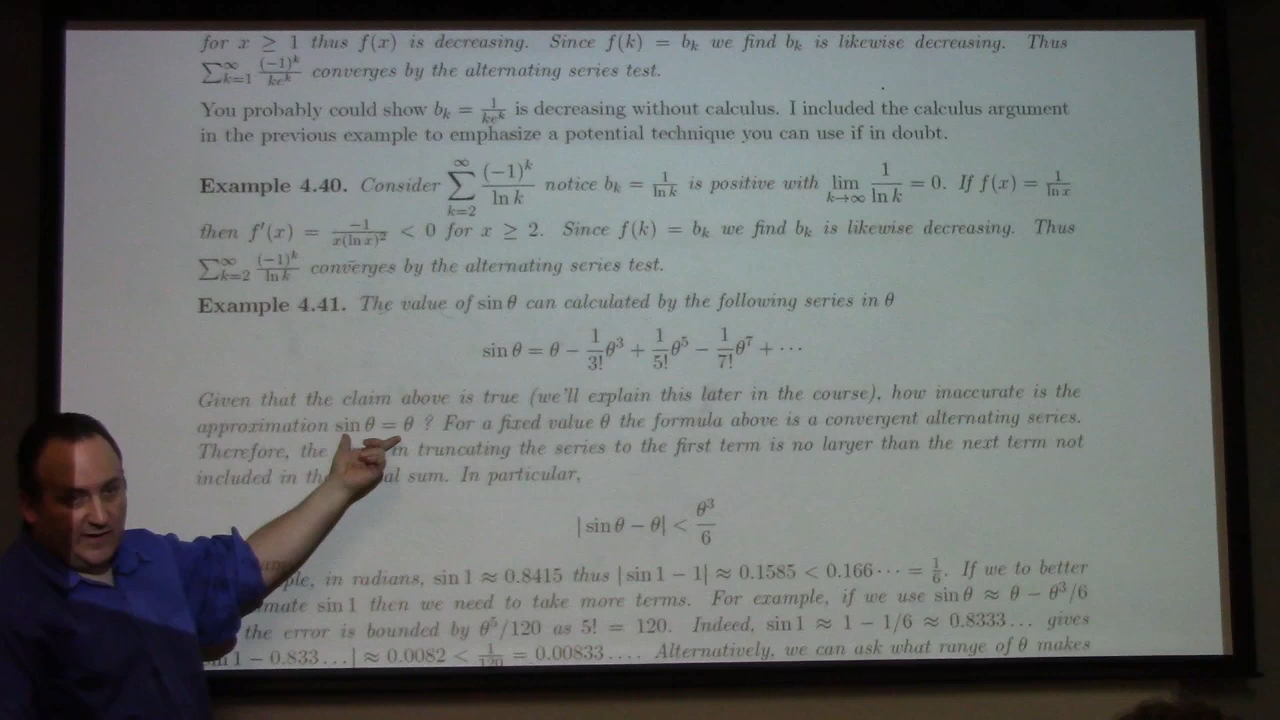 for x ≥ 1 thus f(x) is decreasing. Since f(k) = b_k we find b_k is likewise decreasing. Thus
∑_{k=1}^∞ (-1)^k/(ke^k) converges by the alternating series test.
You probably could show b_k = 1/(ke^k) is decreasing without calculus. I included the calculus argument
in the previous example to emphasize a potential technique you can use if in doubt.
Example 4.40. Consider ∑_{k=2}^∞ (-1)^k/ln k notice b_k = 1/ln k is positive with lim_{k→∞} 1/ln k = 0. If f(x) = 1/ln x
then f'(x) = -1/(x(ln x)^2) < 0 for x ≥ 2. Since f(k) = b_k we find b_k is likewise decreasing. Thus
∑_{k=2}^∞ (-1)^k/ln k converges by the alternating series test.
Example 4.41. The value of sin θ can calculated by the following series in θ
sin θ = θ − 1/3! θ^3 + 1/5! θ^5 − 1/7! θ^7 + ···
Given that the claim above is true (we'll explain this later in the course), how inaccurate is the
approximation sin θ = θ ? For a fixed value θ the formula above is a convergent alternating series.
Therefore, the in truncating the series to the first term is no larger than the next term not
included in the al sum. In particular,
| sin θ − θ| < θ^3/6
ple, in radians, sin 1 ≈ 0.8415 thus | sin 1 − 1| ≈ 0.1585 < 0.166··· = 1/6. If we to better
mate sin 1 then we need to take more terms. For example, if we use sin θ ≈ θ − θ^3/6
the error is bounded by θ^5/120 as 5! = 120. Indeed, sin 1 ≈ 1 − 1/6 ≈ 0.8333... gives
1 − 0.833...| ≈ 0.0082 < 1/120 = 0.00833.... Alternatively, we can ask what range of θ makes